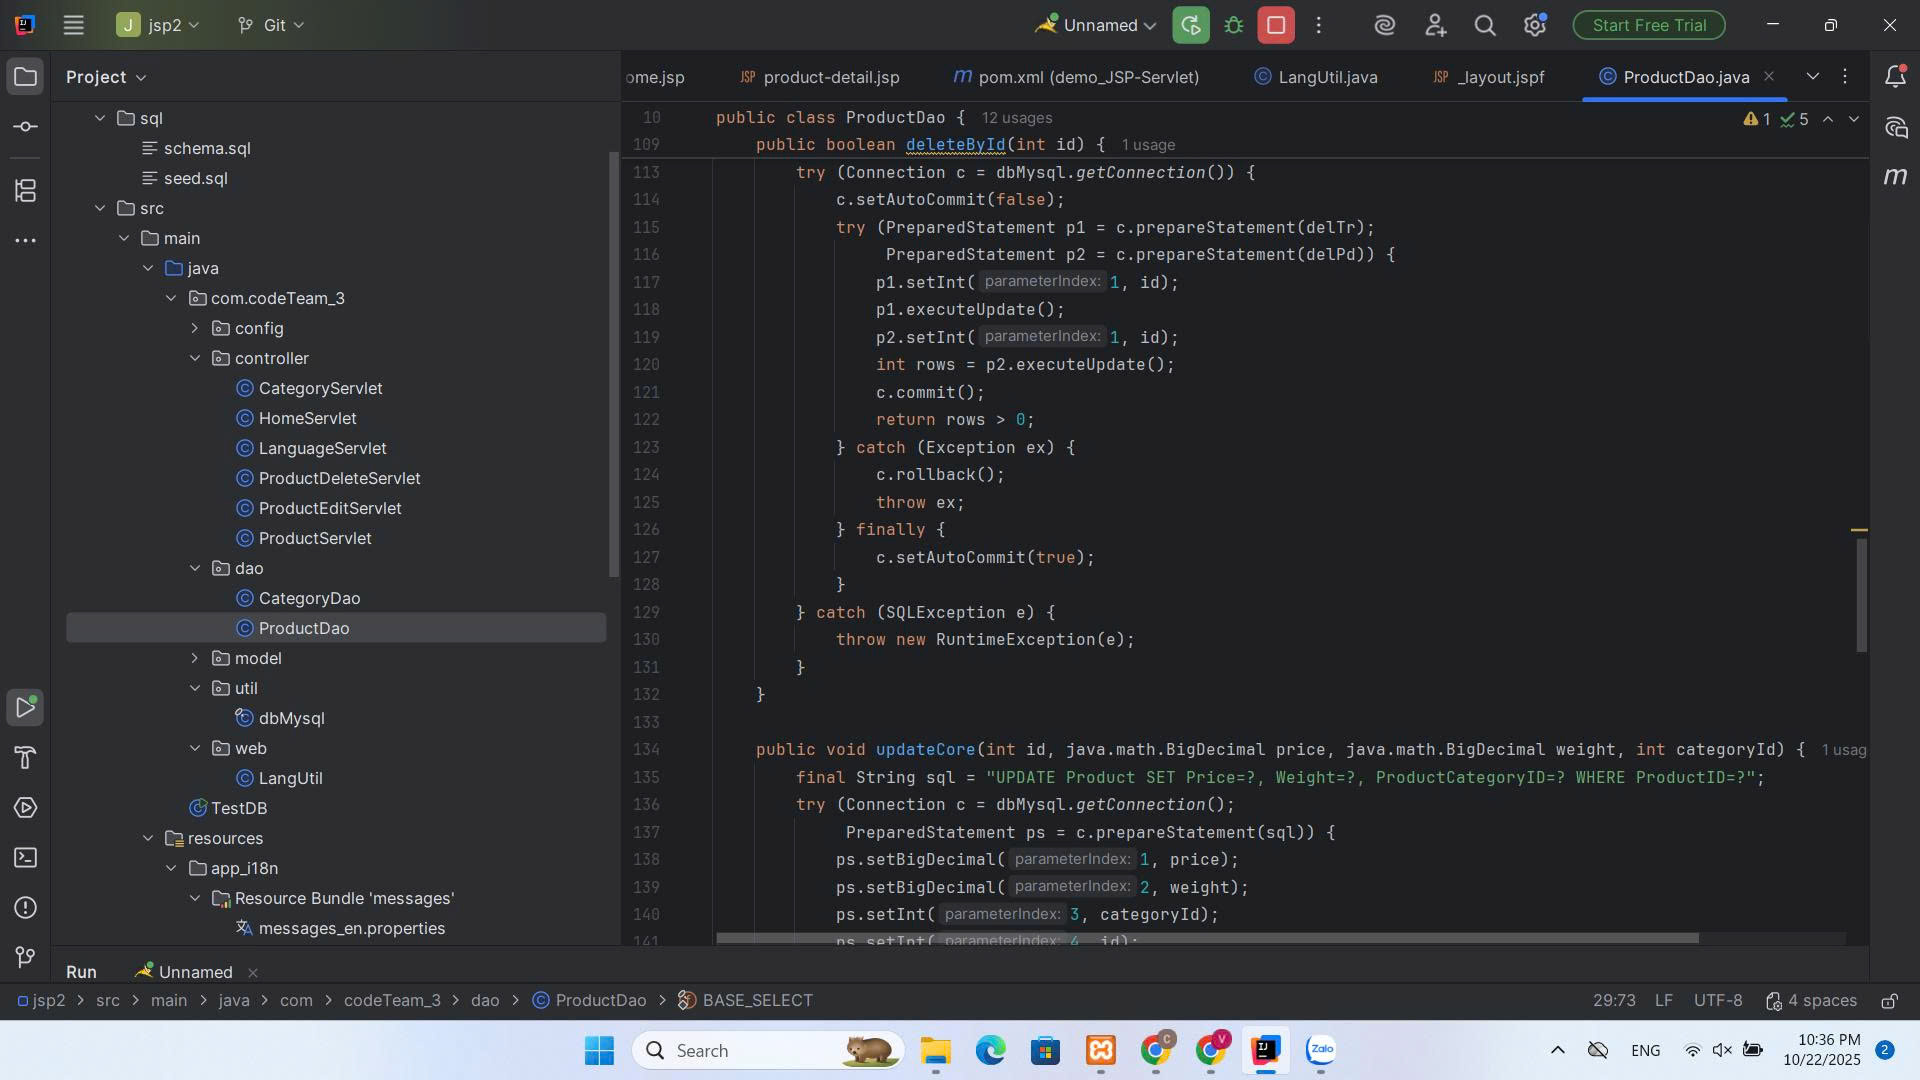 J jsp2 Git Unnamed Start Free Trial
Project
ome.jsp JSP product-detail.jsp m pom.xml (demo_JSP-Servlet) C LangUtil.java JSP _layout.jspf C ProductDao.java
sql
schema.sql
seed.sql
src
main
java
com.codeTeam_3
config
controller
CategoryServlet
HomeServlet
LanguageServlet
ProductDeleteServlet
ProductEditServlet
ProductServlet
dao
CategoryDao
ProductDao
model
util
dbMysql
web
LangUtil
TestDB
resources
app_i18n
Resource Bundle 'messages'
messages_en.properties
10 public class ProductDao { 12 usages
1 5
109 public boolean deleteById(int id) { 1 usage
113 try (Connection c = dbMysql.getConnection()) {
114 c.setAutoCommit(false);
115 try (PreparedStatement p1 = c.prepareStatement(delTr);
116 PreparedStatement p2 = c.prepareStatement(delPd)) {
117 p1.setInt( parameterIndex: 1, id);
118 p1.executeUpdate();
119 p2.setInt( parameterIndex: 1, id);
120 int rows = p2.executeUpdate();
121 c.commit();
122 return rows > 0;
123 } catch (Exception ex) {
124 c.rollback();
125 throw ex;
126 } finally {
127 c.setAutoCommit(true);
128 }
129 } catch (SQLException e) {
130 throw new RuntimeException(e);
131 }
132 }
133
134 public void updateCore(int id, java.math.BigDecimal price, java.math.BigDecimal weight, int categoryId) { 1 usag
135 final String sql = "UPDATE Product SET Price=?, Weight=?, ProductCategoryID=? WHERE ProductID=?";
136 try (Connection c = dbMysql.getConnection();
137 PreparedStatement ps = c.prepareStatement(sql)) {
138 ps.setBigDecimal( parameterIndex: 1, price);
139 ps.setBigDecimal( parameterIndex: 2, weight);
140 ps.setInt( parameterIndex: 3, categoryId);
141 ps.setInt( parameterIndex: 4, id);
m
Run Unnamed
jsp2 > src > main > java > com > codeTeam_3 > dao > ProductDao > BASE_SELECT 29:73 LF UTF-8 4 spaces
Search Zalo ENG 10:36 PM
10/22/2025 2